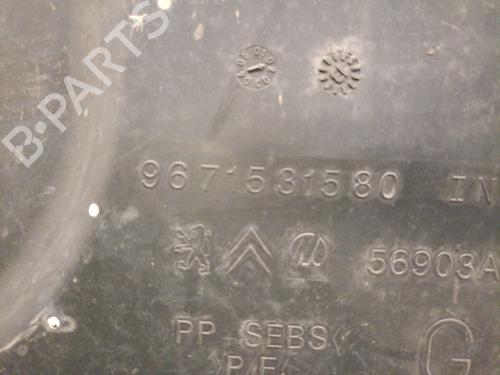 B-PARTS
9671531580 IN
56903A
PP - SEBS<
>P/E<
G